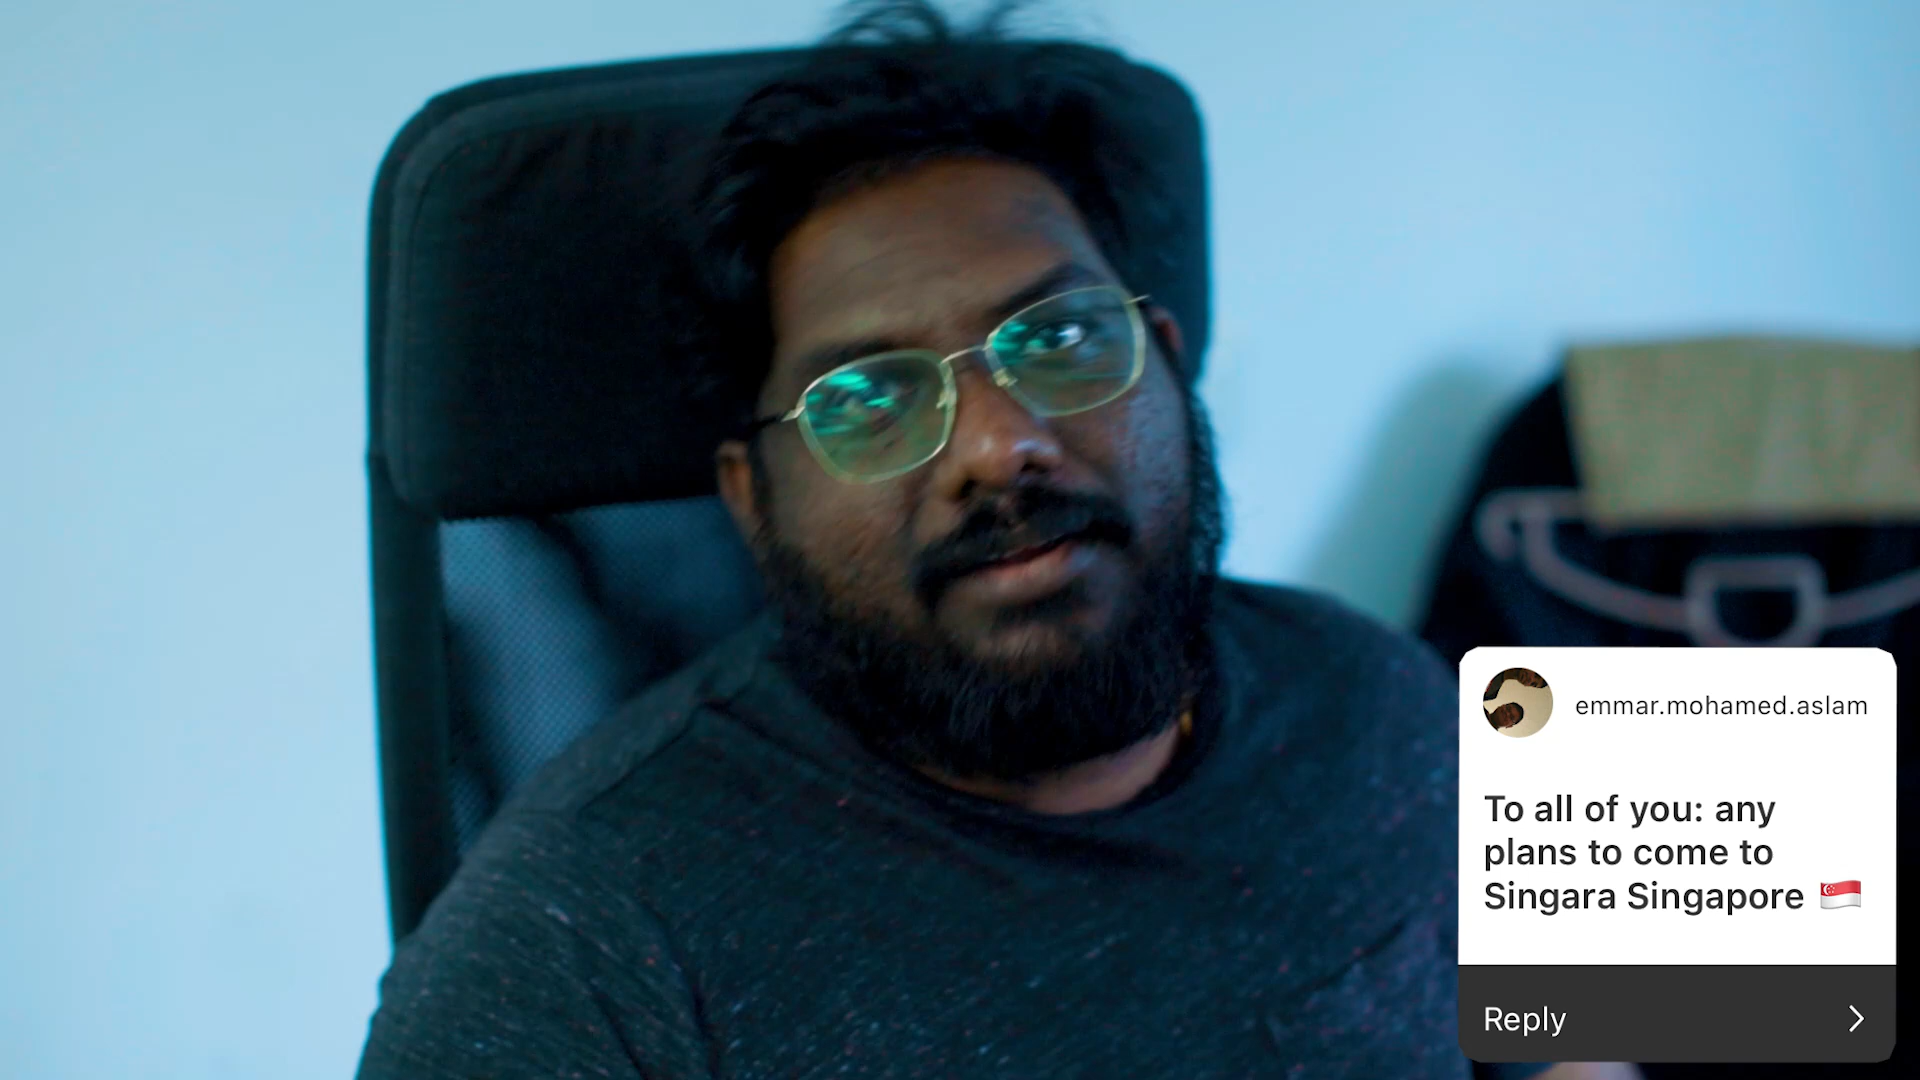 emmar.mohamed.aslam
To all of you: any
plans to come to
Singara Singapore 🇸🇬
Reply